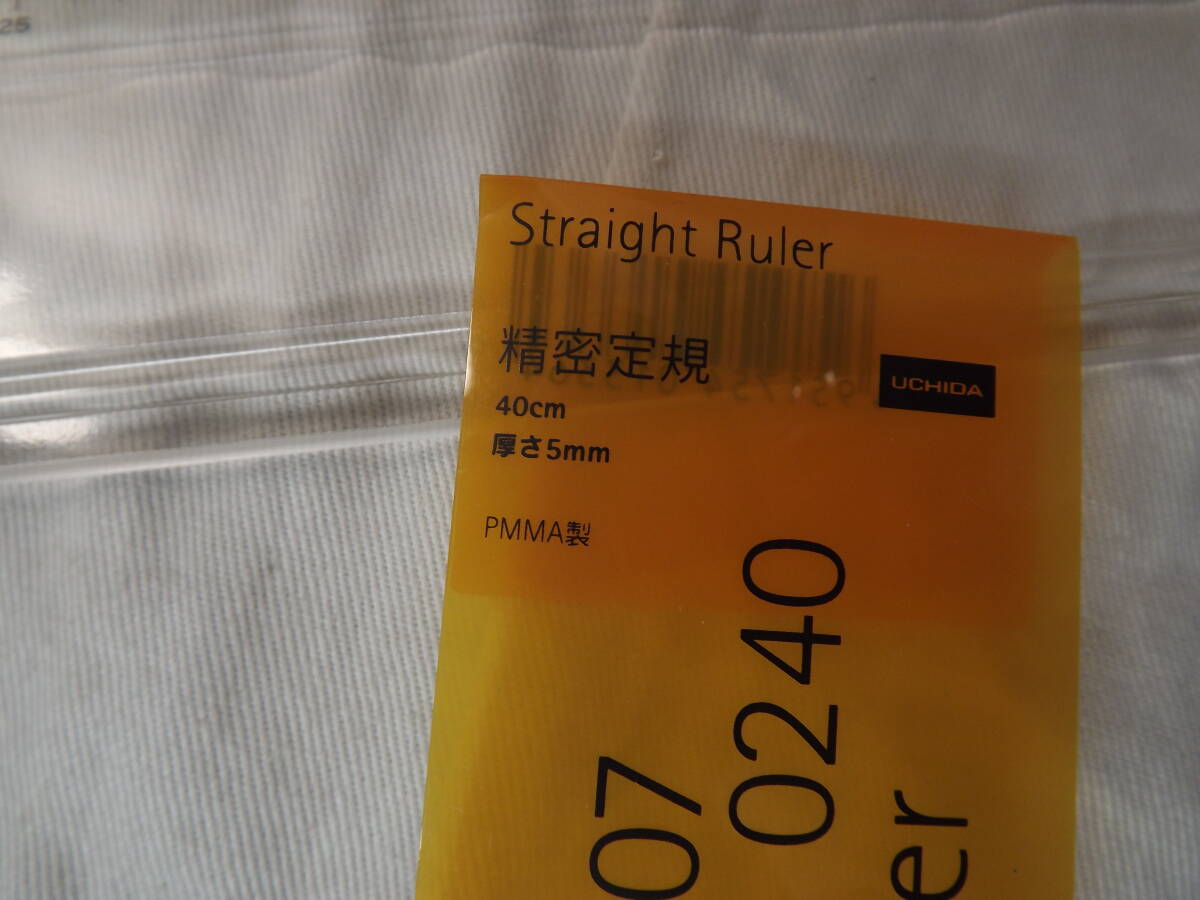 25
Straight Ruler
精密定規
UCHIDA
40cm
厚さ5mm
PMMA製
07
0240
er